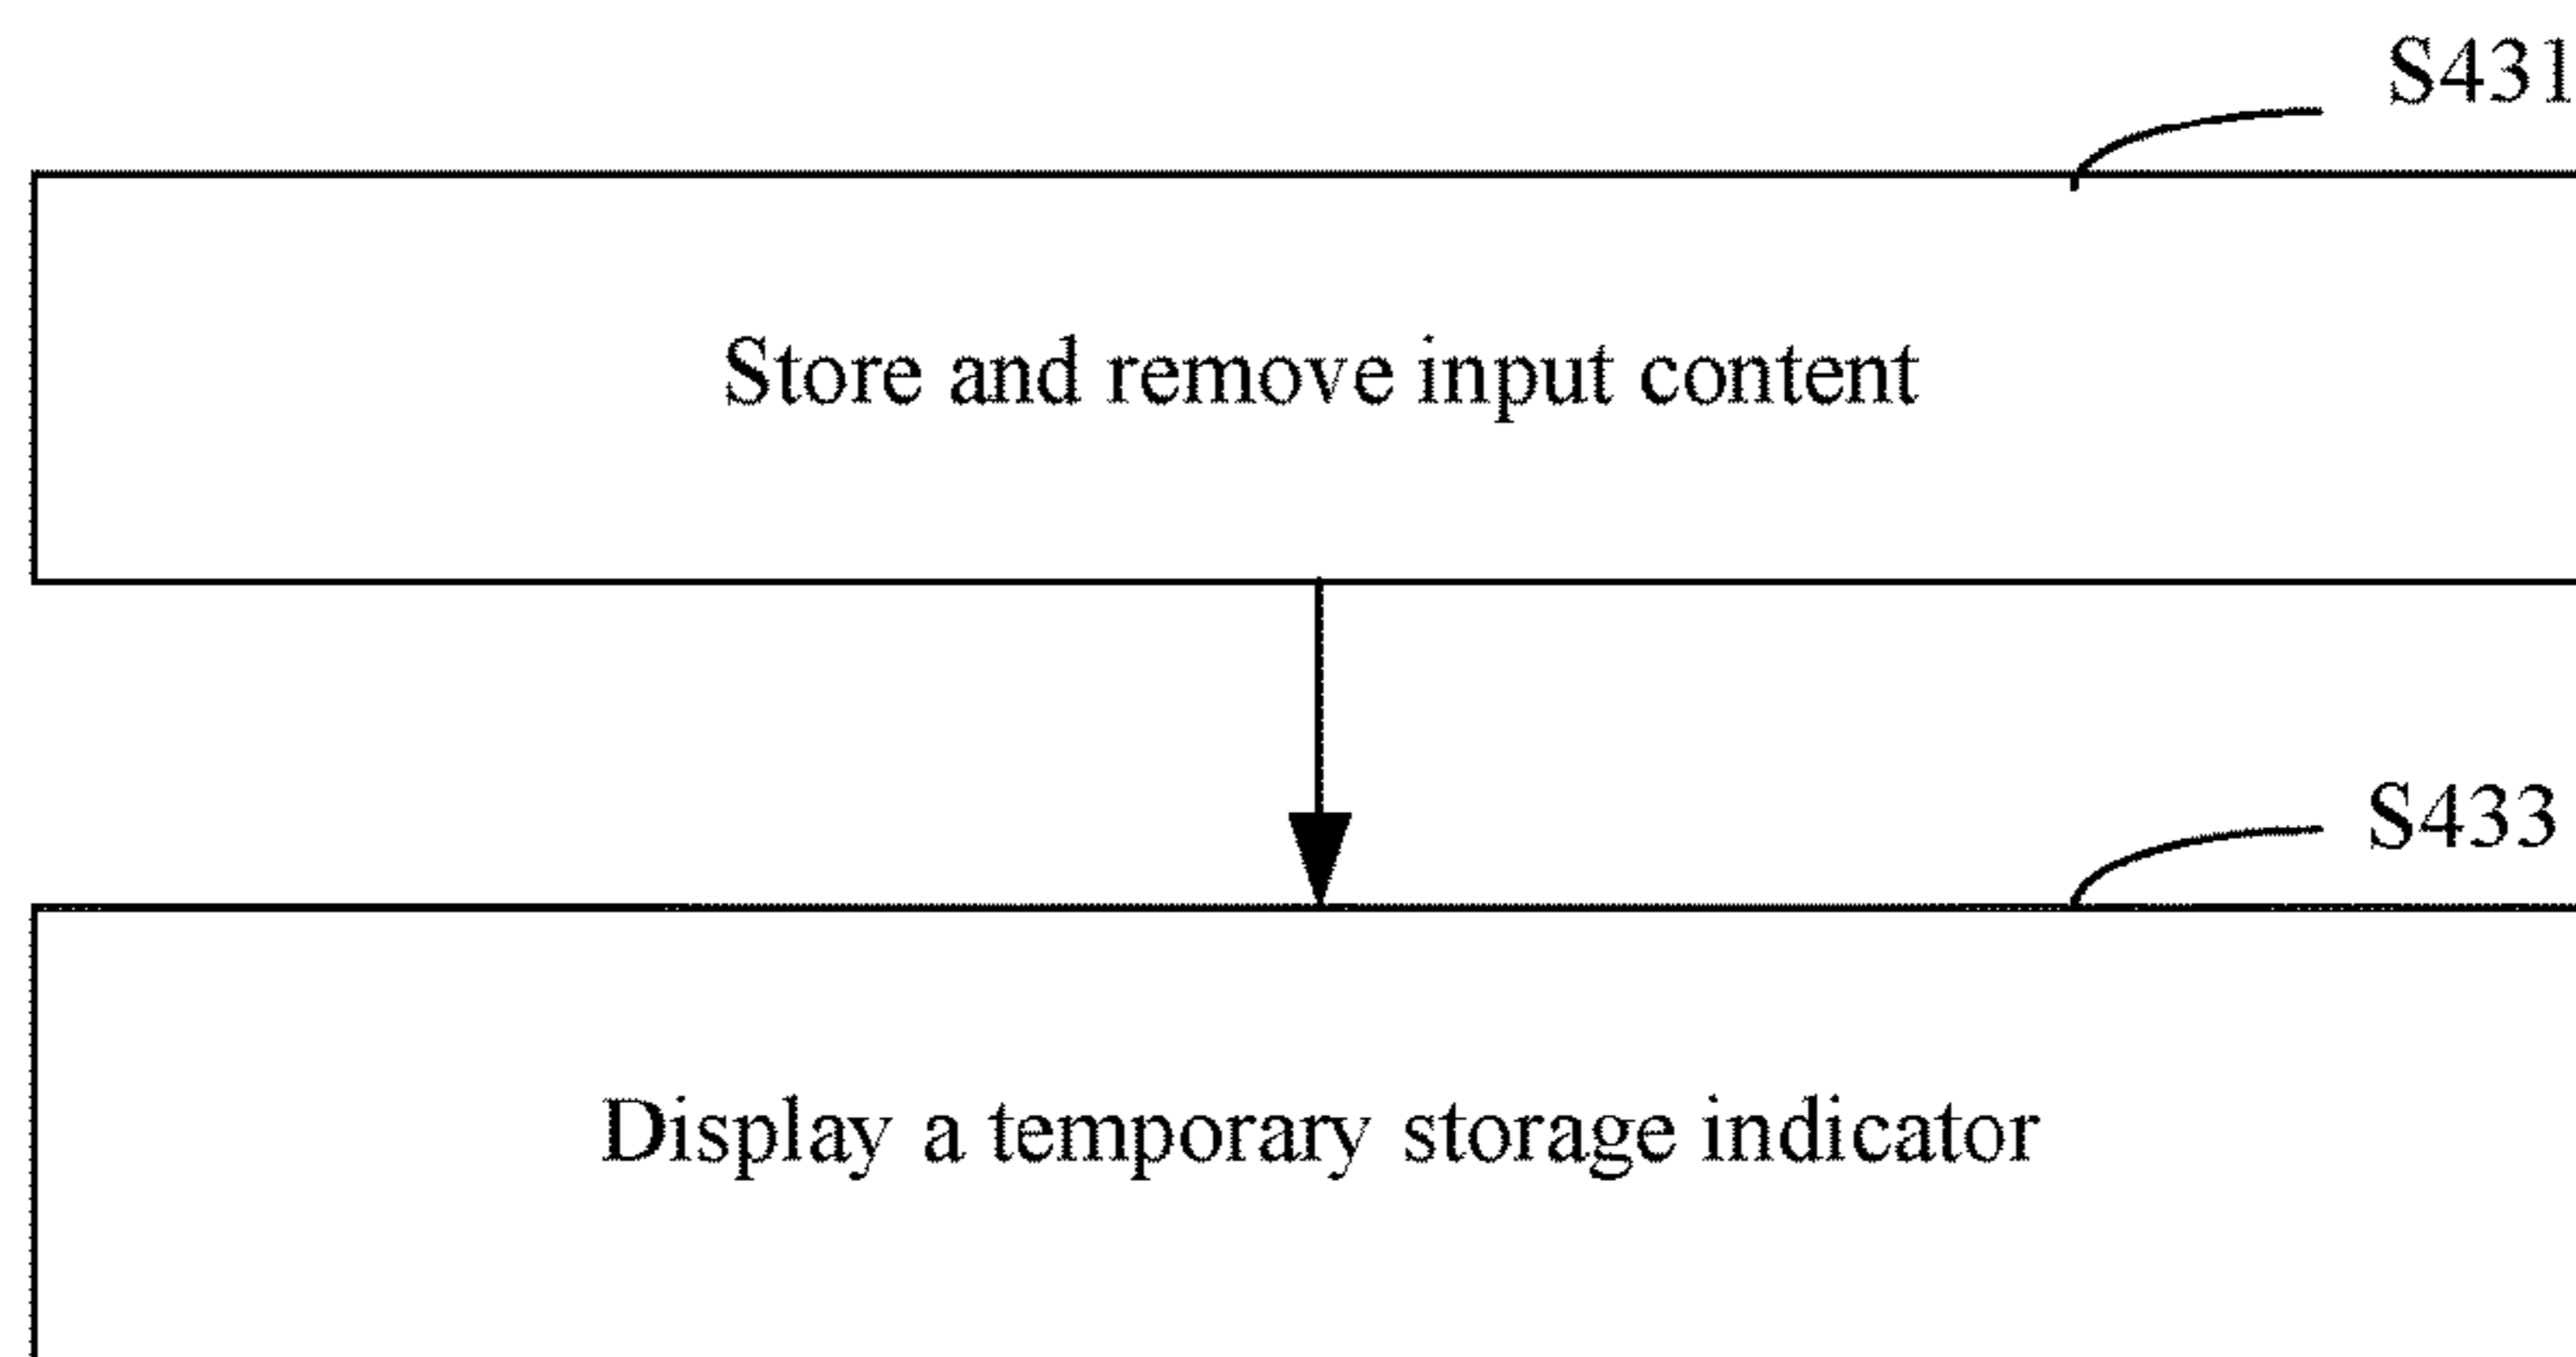 S431
Store and remove input content
S433
Display a temporary storage indicator